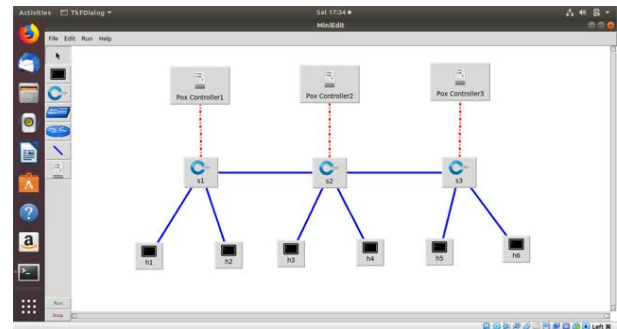 Activities TkFDialog Sal 17:34
MiniEdit
File Edit Run Help
Pox Controller1
Pox Controller2
Pox Controller3
s1
s2
s3
h1
h2
h3
h4
h5
h6
Run
Stop
Left ⌘